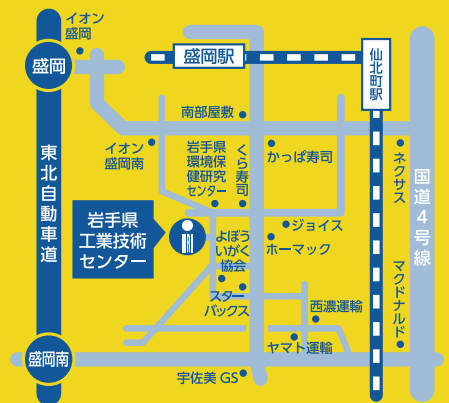 イオン
盛岡
盛岡
盛岡駅
仙北町駅
南部屋敷
イオン
盛岡南
岩手県
環境保
健研究
センター
くら寿司
かっぱ寿司
ネクサス
東北自動車道
国道4号線
岩手県
工業技術
センター
よぼう
いがく
協会
ジョイス
ホーマック
スター
バックス
西濃運輸
マクドナルド
ヤマト運輸
盛岡南
宇佐美 GS